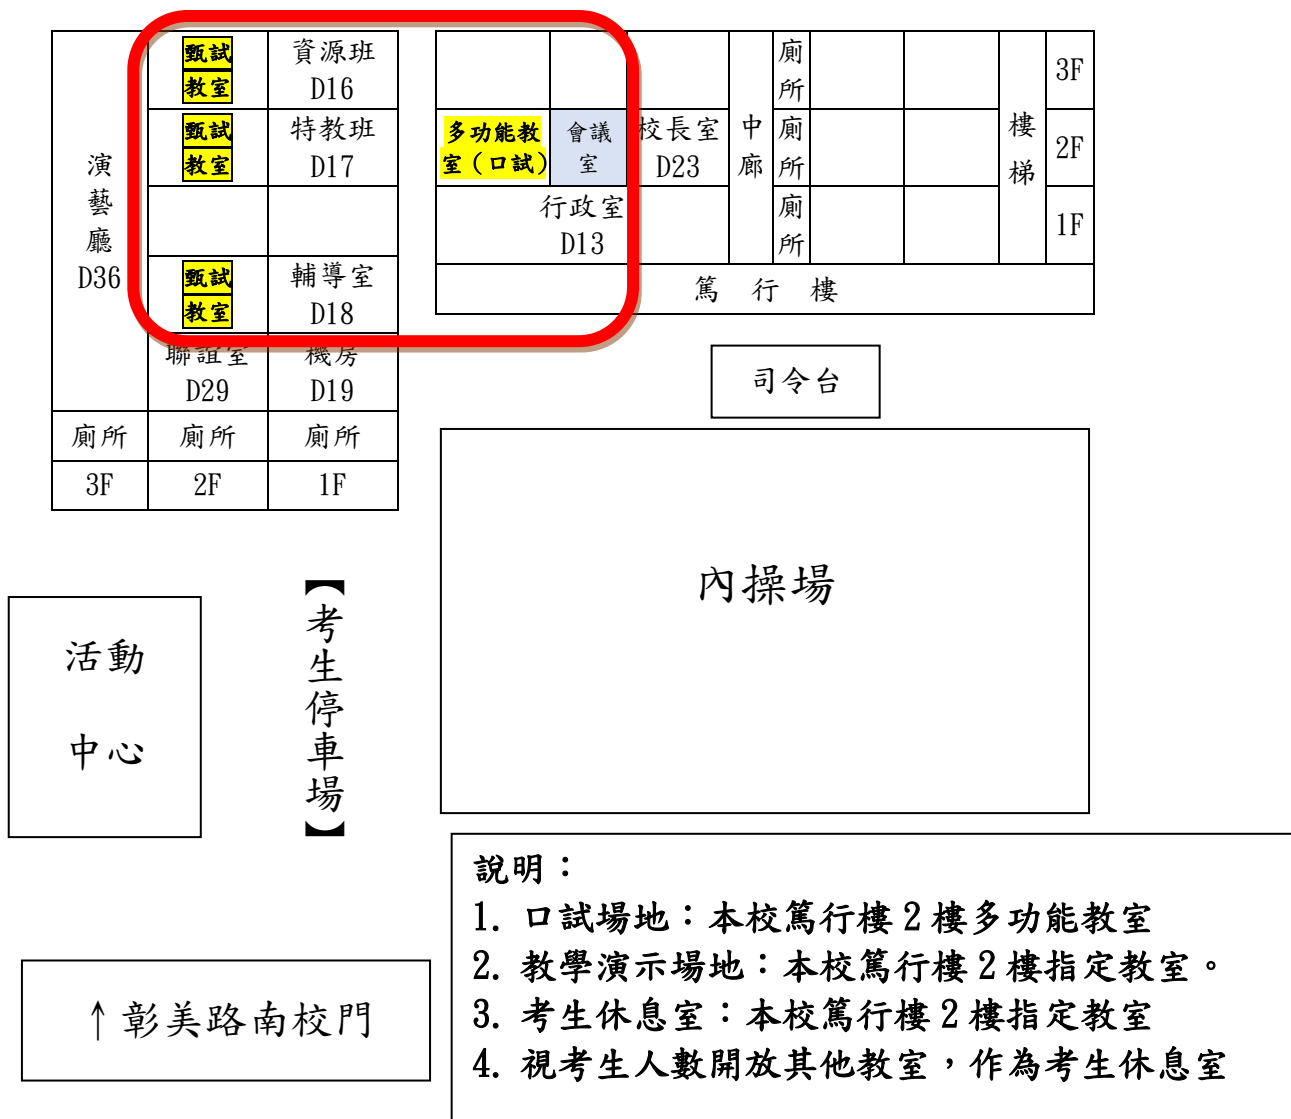 演
藝
廳
D36
甄試
教室
資源班
D16
甄試
教室
特教班
D17
甄試
教室
輔導室
D18
聯誼室
D29
機房
D19
廁所
廁所
廁所
3F
2F
1F
多功能教
室（口試）
會議
室
校長室
D23
行政室
D13
中
廊
廁
所
廁
所
廁
所
樓
梯
3F
2F
1F
篤 行 樓
司令台
內操場
活動
中心
【考生停車場】
↑彰美路南校門
說明：
1. 口試場地：本校篤行樓 2 樓多功能教室
2. 教學演示場地：本校篤行樓 2 樓指定教室。
3. 考生休息室：本校篤行樓 2 樓指定教室
4. 視考生人數開放其他教室，作為考生休息室